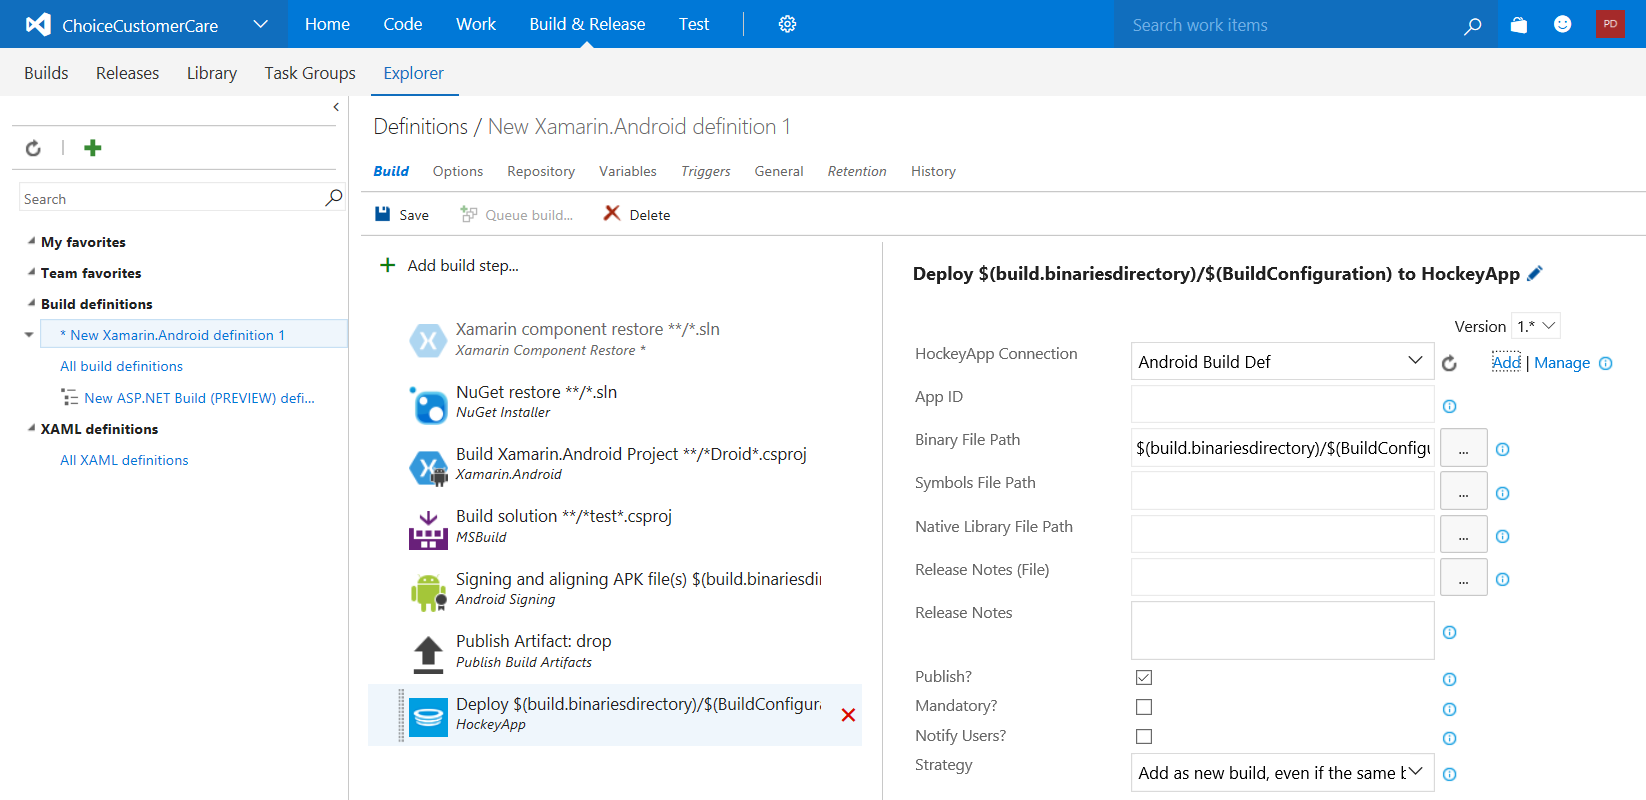 ChoiceCustomerCare Home Code Work Build & Release Test Search work items PD
Builds Releases Library Task Groups Explorer
Search
My favorites
Team favorites
Build definitions
* New Xamarin.Android definition 1
All build definitions
New ASP.NET Build (PREVIEW) defi...
XAML definitions
All XAML definitions
Definitions / New Xamarin.Android definition 1
Build Options Repository Variables Triggers General Retention History
Save Queue build... Delete
Add build step...
Xamarin component restore **/*.sln
Xamarin Component Restore *
NuGet restore **/*.sln
NuGet Installer
Build Xamarin.Android Project **/*Droid*.csproj
Xamarin.Android
Build solution **/*test*.csproj
MSBuild
Signing and aligning APK file(s) $(build.binariesdi
Android Signing
Publish Artifact: drop
Publish Build Artifacts
Deploy $(build.binariesdirectory)/$(BuildConfigura
HockeyApp
Deploy $(build.binariesdirectory)/$(BuildConfiguration) to HockeyApp
Version 1.*
HockeyApp Connection Android Build Def Add | Manage
App ID
Binary File Path $(build.binariesdirectory)/$(BuildConfigu ...
Symbols File Path ...
Native Library File Path ...
Release Notes (File) ...
Release Notes
Publish?
Mandatory?
Notify Users?
Strategy Add as new build, even if the same b